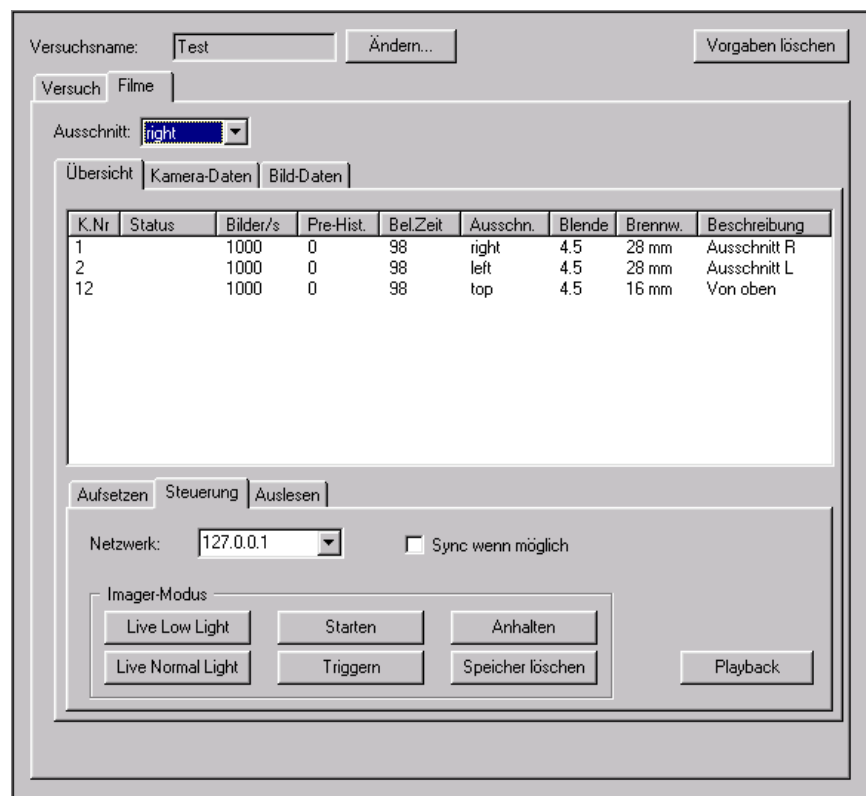 Versuchsname: Test Ändern... Vorgaben löschen
Versuch Filme
Ausschnitt: right
Übersicht Kamera-Daten Bild-Daten
K.Nr Status Bilder/s Pre-Hist. Bel.Zeit Ausschn. Blende Brennw. Beschreibung
1 1000 0 98 right 4.5 28 mm Ausschnitt R
2 1000 0 98 left 4.5 28 mm Ausschnitt L
12 1000 0 98 top 4.5 16 mm Von oben
Aufsetzen Steuerung Auslesen
Netzwerk: 127.0.0.1 Sync wenn möglich
Imager-Modus
Live Low Light Starten Anhalten
Live Normal Light Triggern Speicher löschen Playback